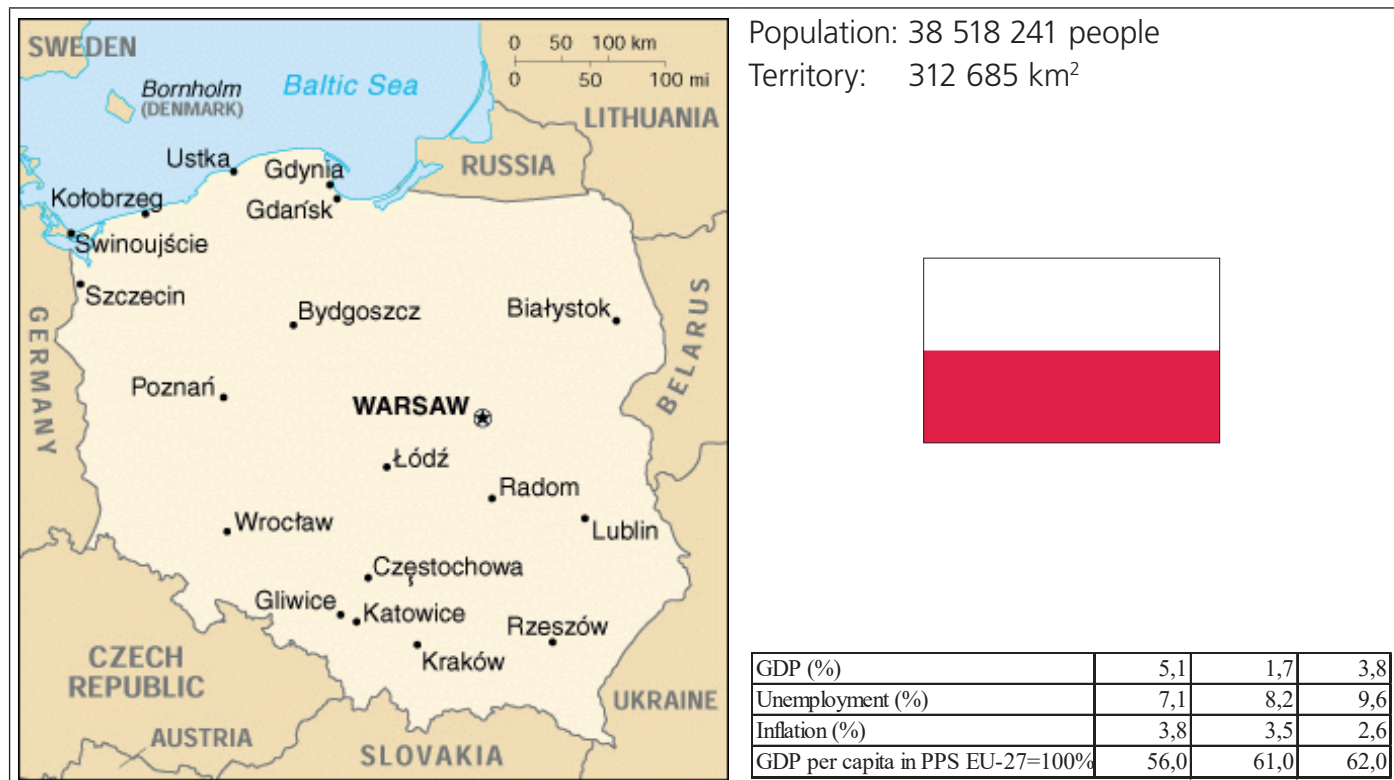 SWEDEN
0 50 100 km
0 50 100 mi
Bornholm
(DENMARK)
Baltic Sea
LITHUANIA
RUSSIA
Ustka
Gdynia
Kołobrzeg
Gdańsk
Świnoujście
Szczecin
Bydgoszcz
Białystok
GERMANY
BELARUS
Poznań
WARSAW
Łódź
Radom
Wrocław
Lublin
Częstochowa
Gliwice
Katowice
Rzeszów
Kraków
CZECH
REPUBLIC
UKRAINE
AUSTRIA
SLOVAKIA
Population: 38 518 241 people
Territory: 312 685 km²
GDP (%) 5,1 1,7 3,8
Unemployment (%) 7,1 8,2 9,6
Inflation (%) 3,8 3,5 2,6
GDP per capita in PPS EU-27=100% 56,0 61,0 62,0